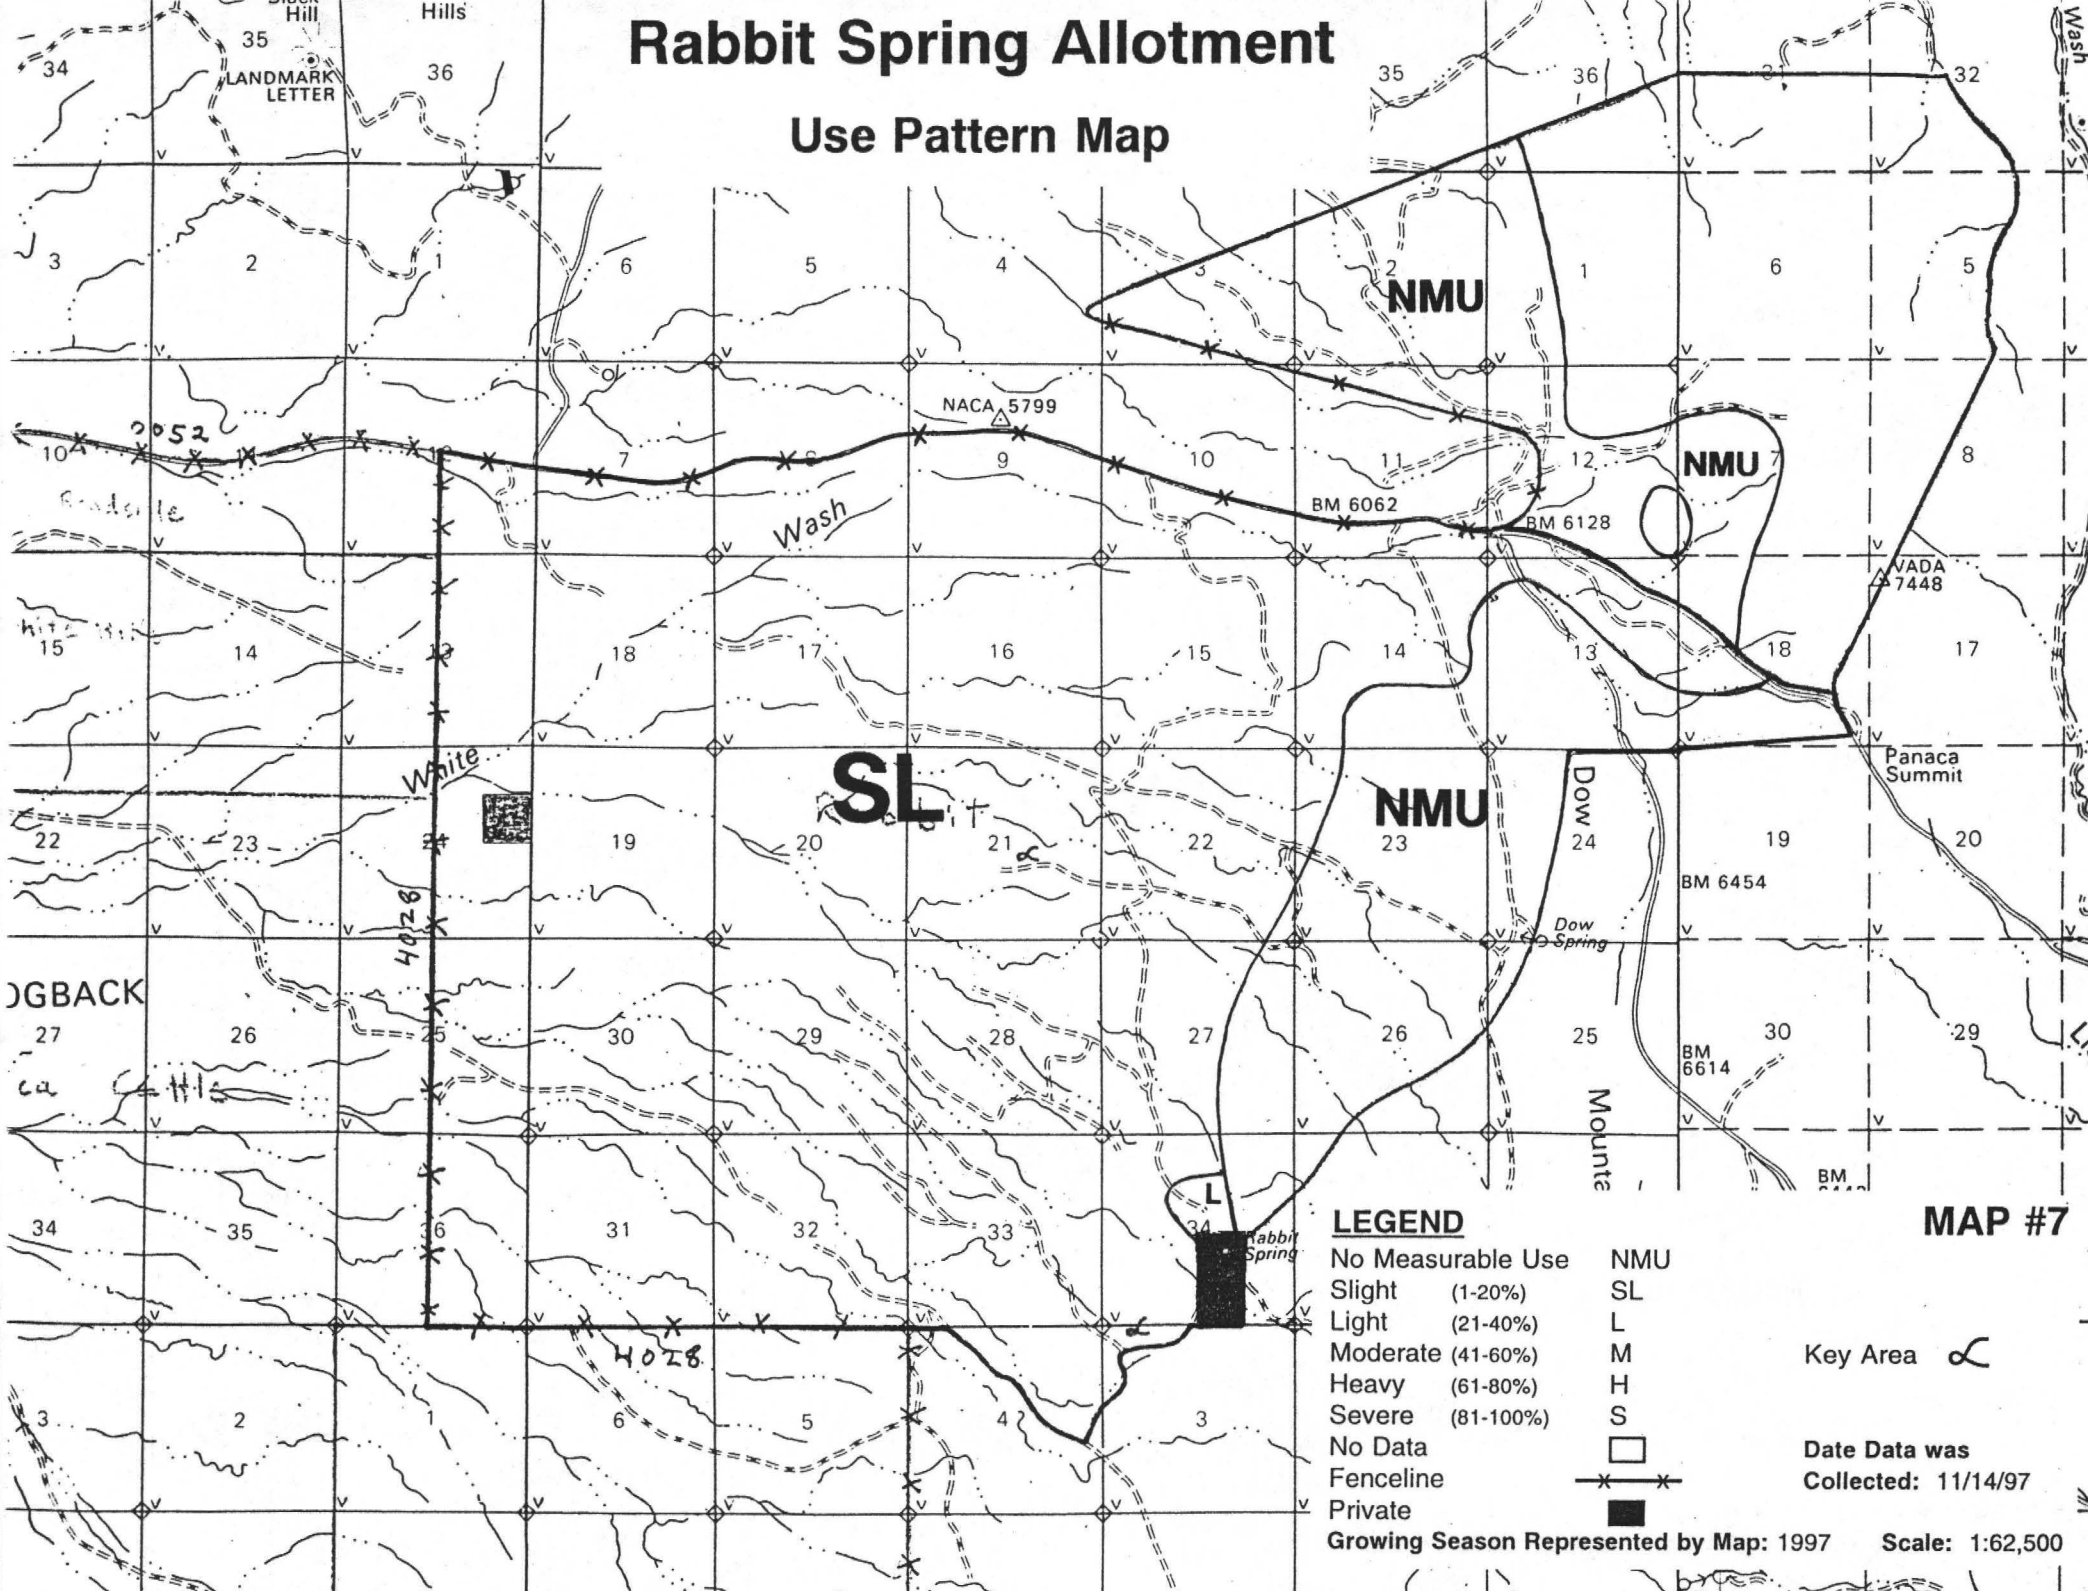 Rabbit Spring Allotment
Use Pattern Map
Hill
Hills
34
35
36
LANDMARK
LETTER
35
36
31
32
Wash
3
2
1
6
5
4
3
2
1
6
5
NMU
NACA 5799
10
7
8
9
10
11
12
7
8
NMU
BM 6062
BM 6128
Wash
VADA
7448
15
14
13
18
17
16
15
14
13
18
17
White
SL
NMU
Dow
Panaca
Summit
22
23
24
19
20
21
22
23
24
19
20
BM 6454
4028
Dow
Spring
OGBACK
27
26
25
30
29
28
27
26
25
30
29
BM
6614
Mounta
BM
L
34
35
36
31
32
33
34
Rabbit
Spring
4028
3
2
1
6
5
4
3
MAP #7
LEGEND
No Measurable Use NMU
Slight (1-20%) SL
Light (21-40%) L
Moderate (41-60%) M
Heavy (61-80%) H
Severe (81-100%) S
No Data
Fenceline
Private
Key Area
Date Data was
Collected: 11/14/97
Growing Season Represented by Map: 1997 Scale: 1:62,500